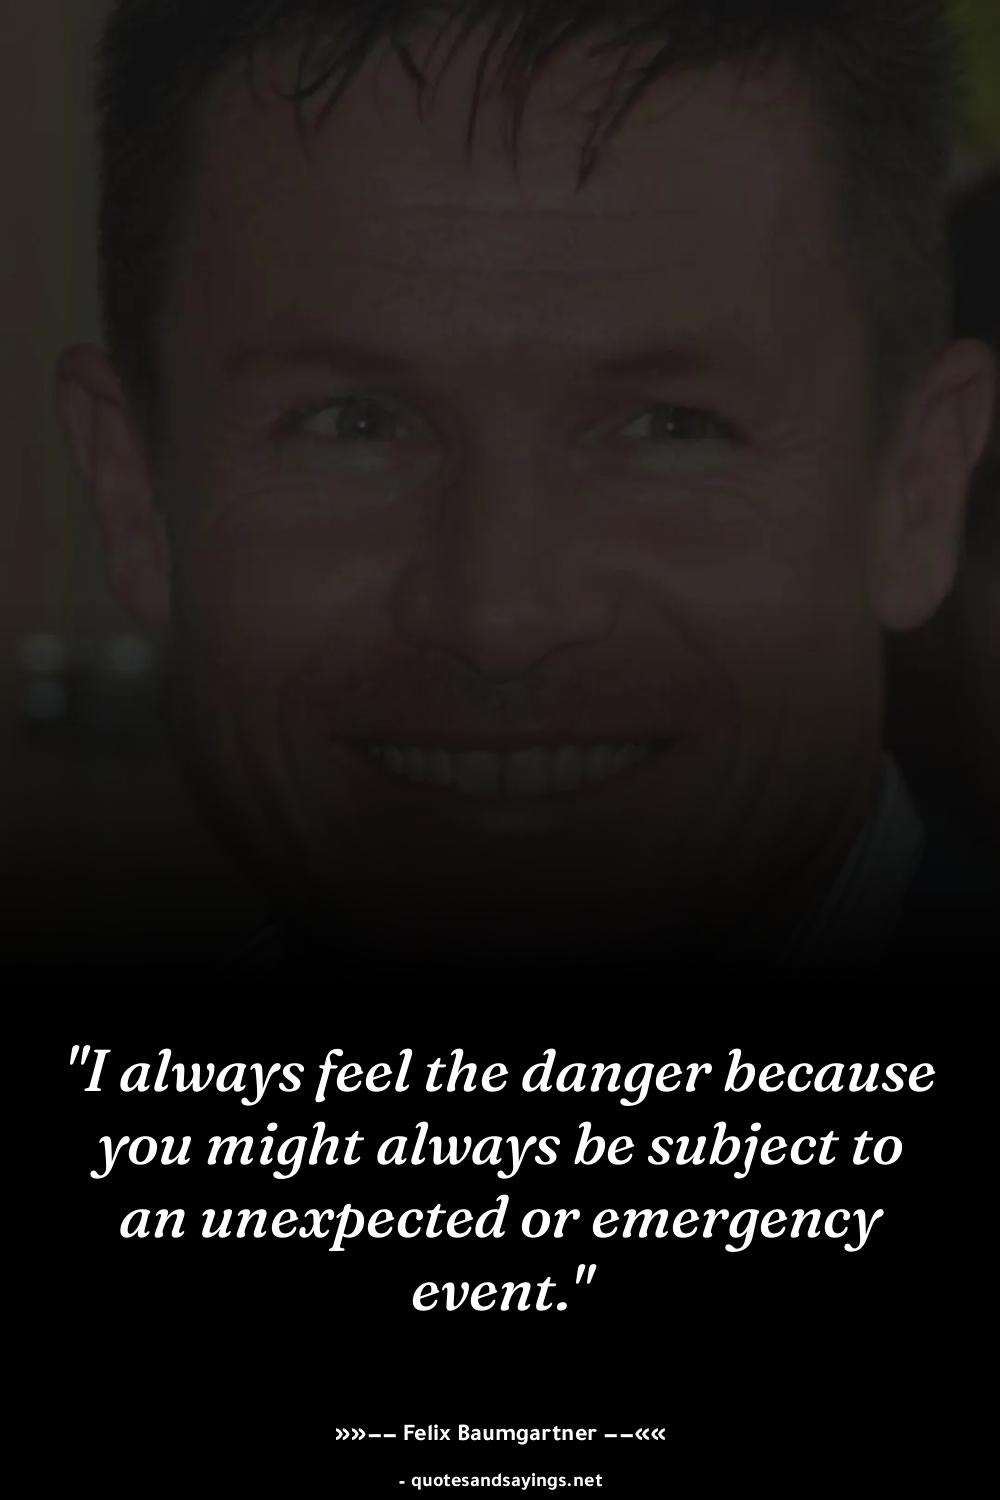 "I always feel the danger because
you might always be subject to
an unexpected or emergency
event."
»»–– Felix Baumgartner ––««
- quotesandsayings.net